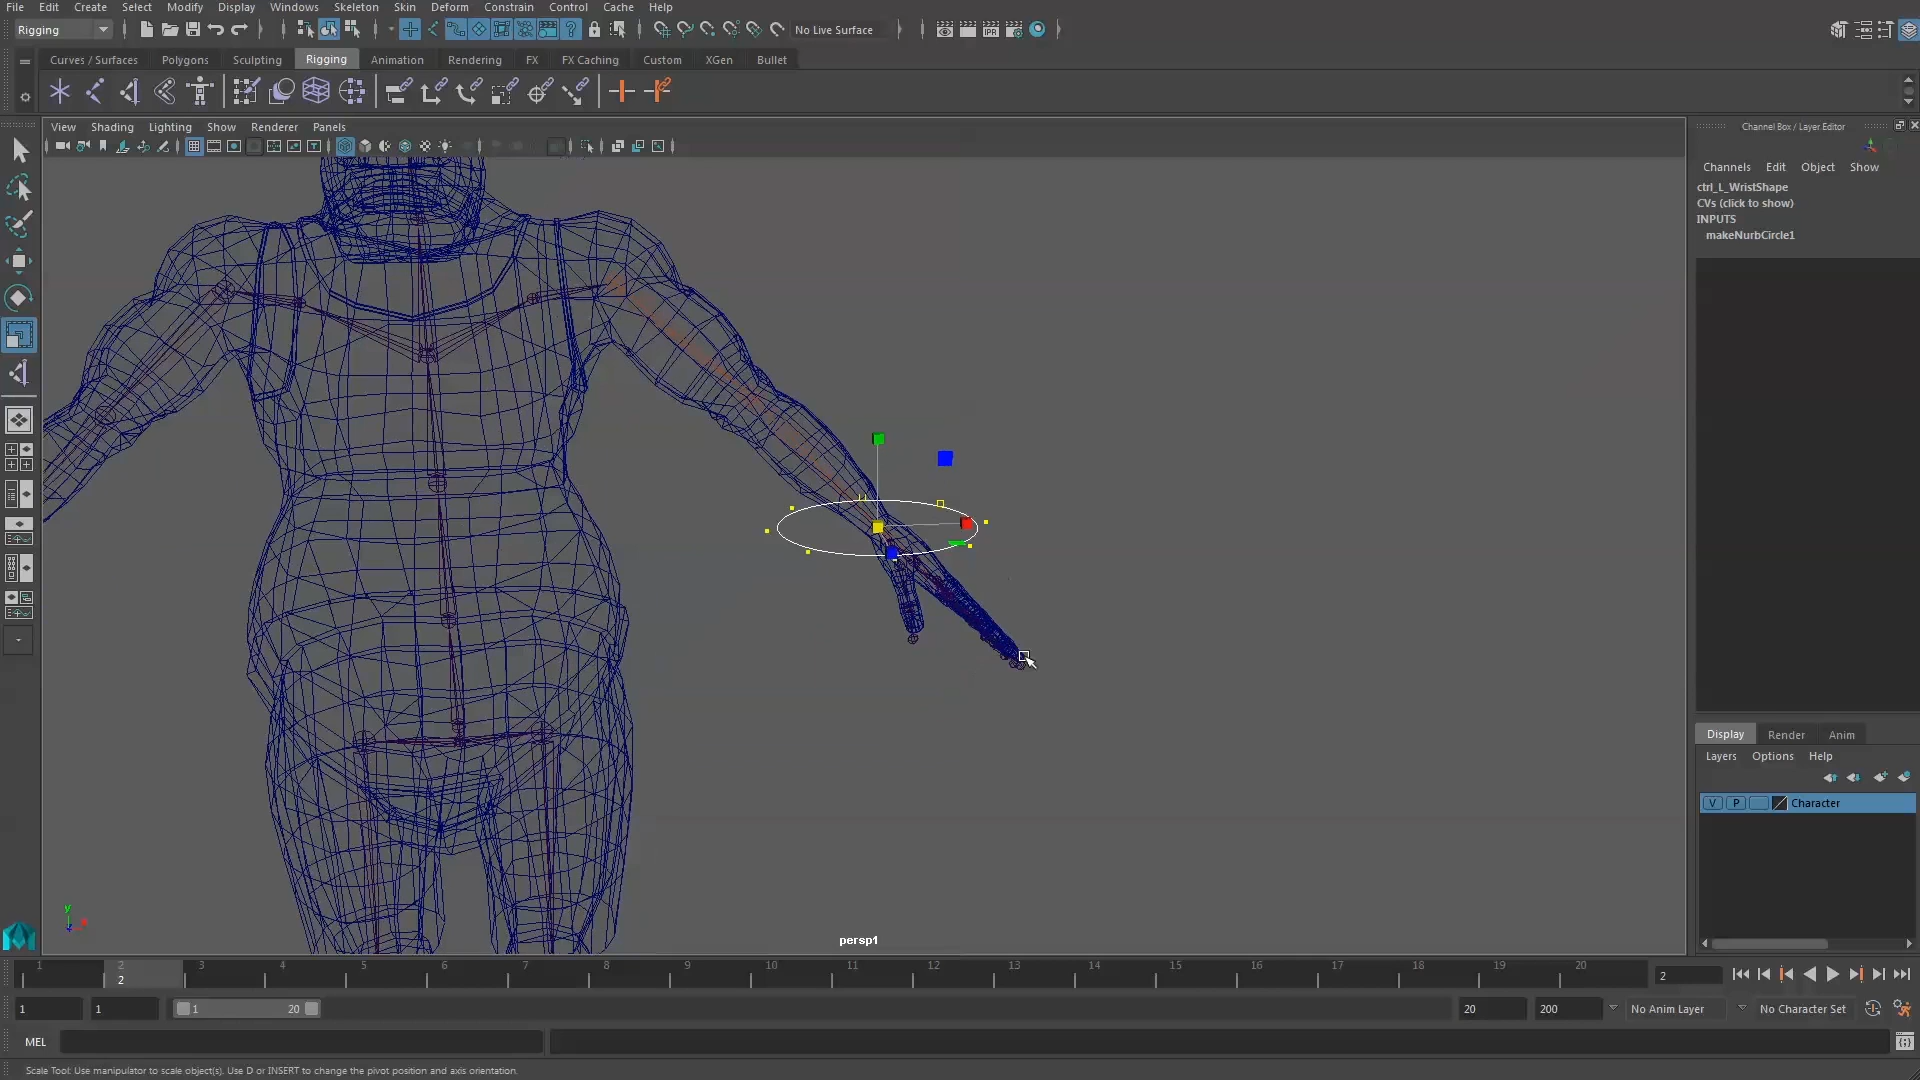 File Edit Create Select Modify Display Windows Skeleton Skin Deform Constrain Control Cache Help
Rigging No Live Surface
Curves / Surfaces Polygons Sculpting Rigging Animation Rendering FX FX Caching Custom XGen Bullet
View Shading Lighting Show Renderer Panels
Channel Box / Layer Editor
Channels Edit Object Show
ctrl_L_WristShape
CVs (click to show)
INPUTS
makeNurbCircle1
Display Render Anim
Layers Options Help
V P Character
y
persp1
1 2 3 4 5 6 7 8 9 10 11 12 13 14 15 16 17 18 19 20
2 2
1 1 1 20 20 200 No Anim Layer No Character Set
MEL
Scale Tool: Use manipulator to scale object(s). Use D or INSERT to change the pivot position and axis orientation.